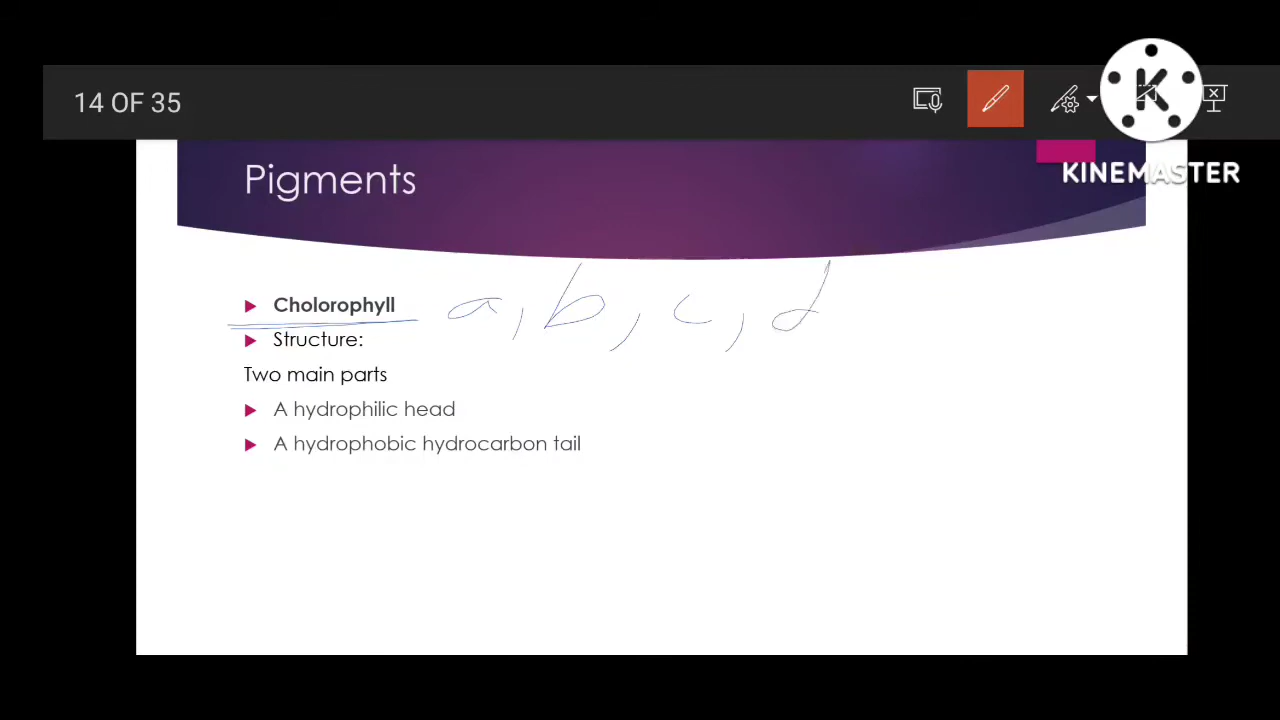 14 OF 35
KINEMASTER
Pigments
Cholorophyll a, b, c, d
Structure:
Two main parts
A hydrophilic head
A hydrophobic hydrocarbon tail